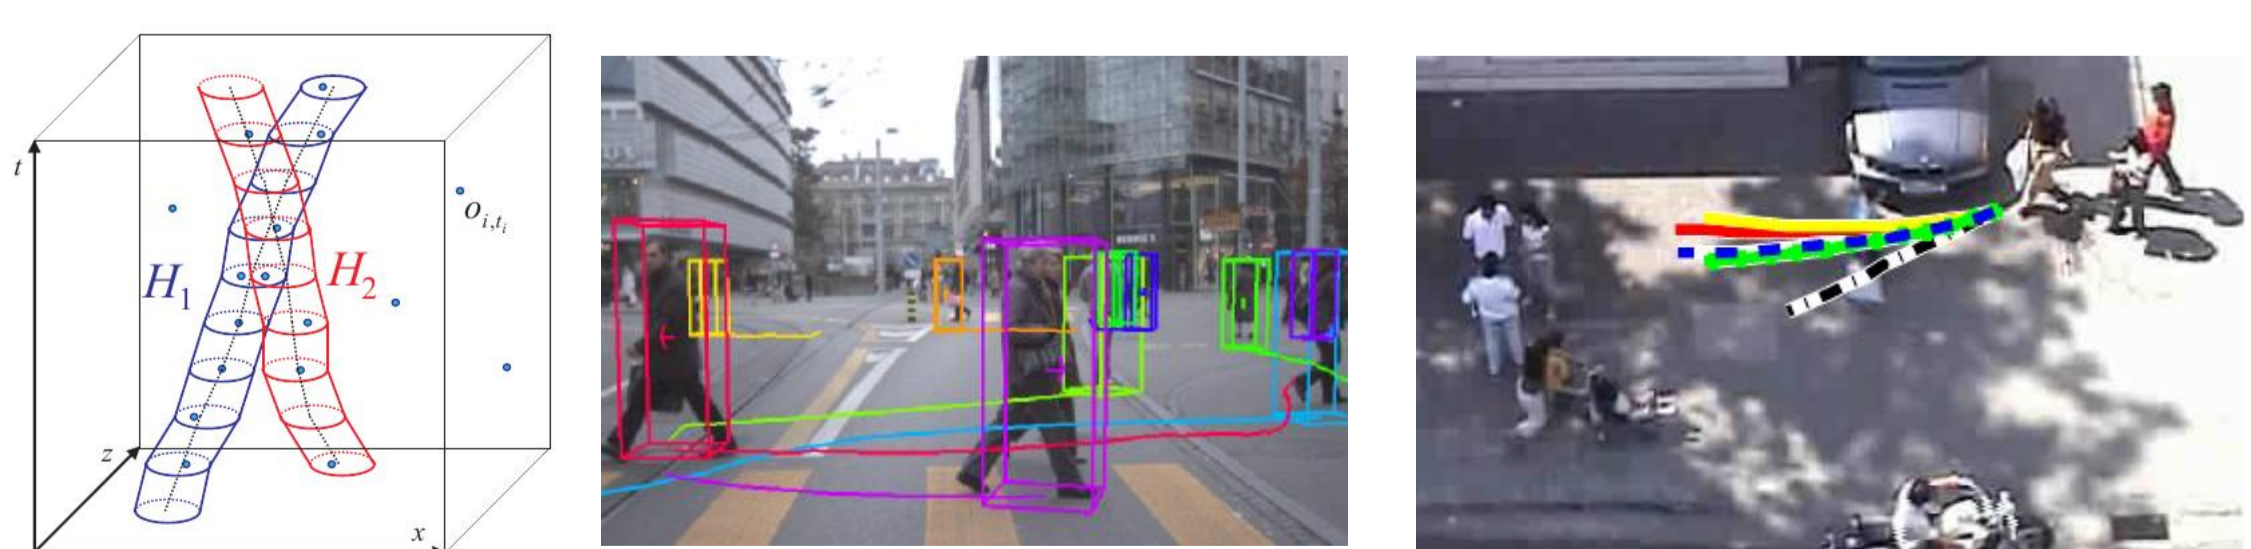 t
z
x
H₁
H₂
o_{i,t_i}